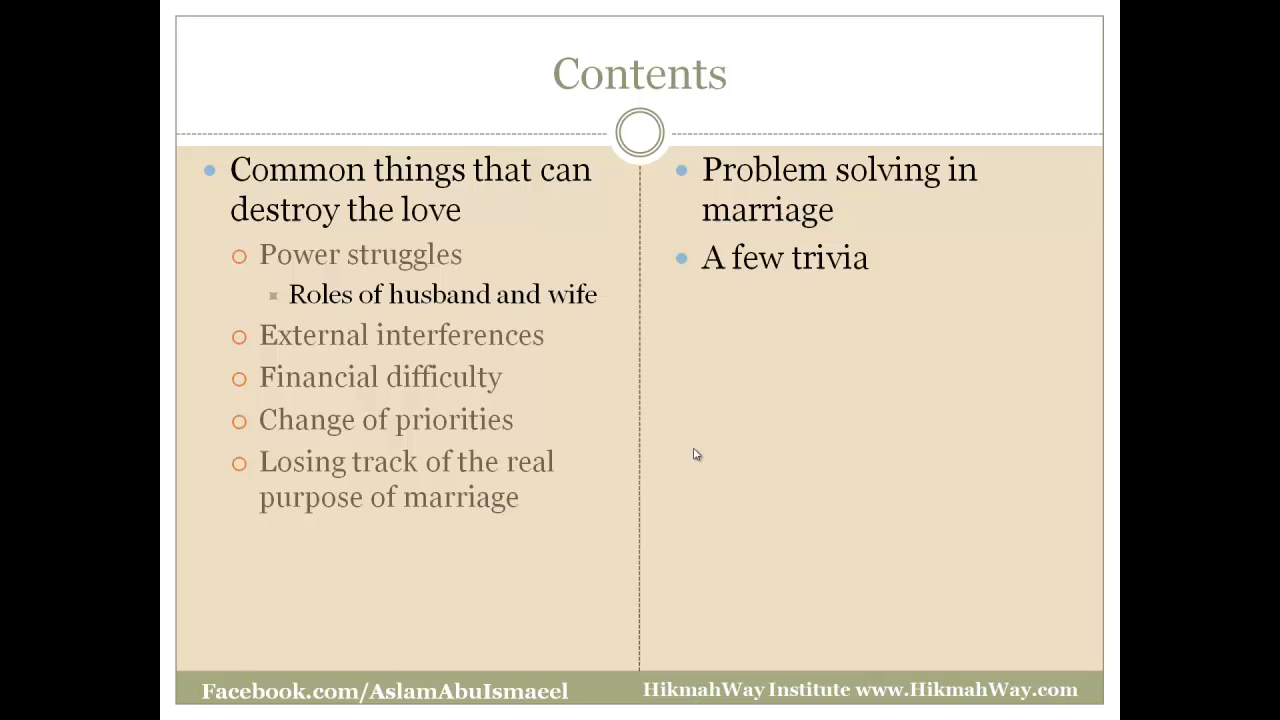 Contents
Common things that can
destroy the love
Power struggles
Roles of husband and wife
External interferences
Financial difficulty
Change of priorities
Losing track of the real
purpose of marriage
Problem solving in
marriage
A few trivia
Facebook.com/AslamAbuIsmaeel
HikmahWay Institute www.HikmahWay.com